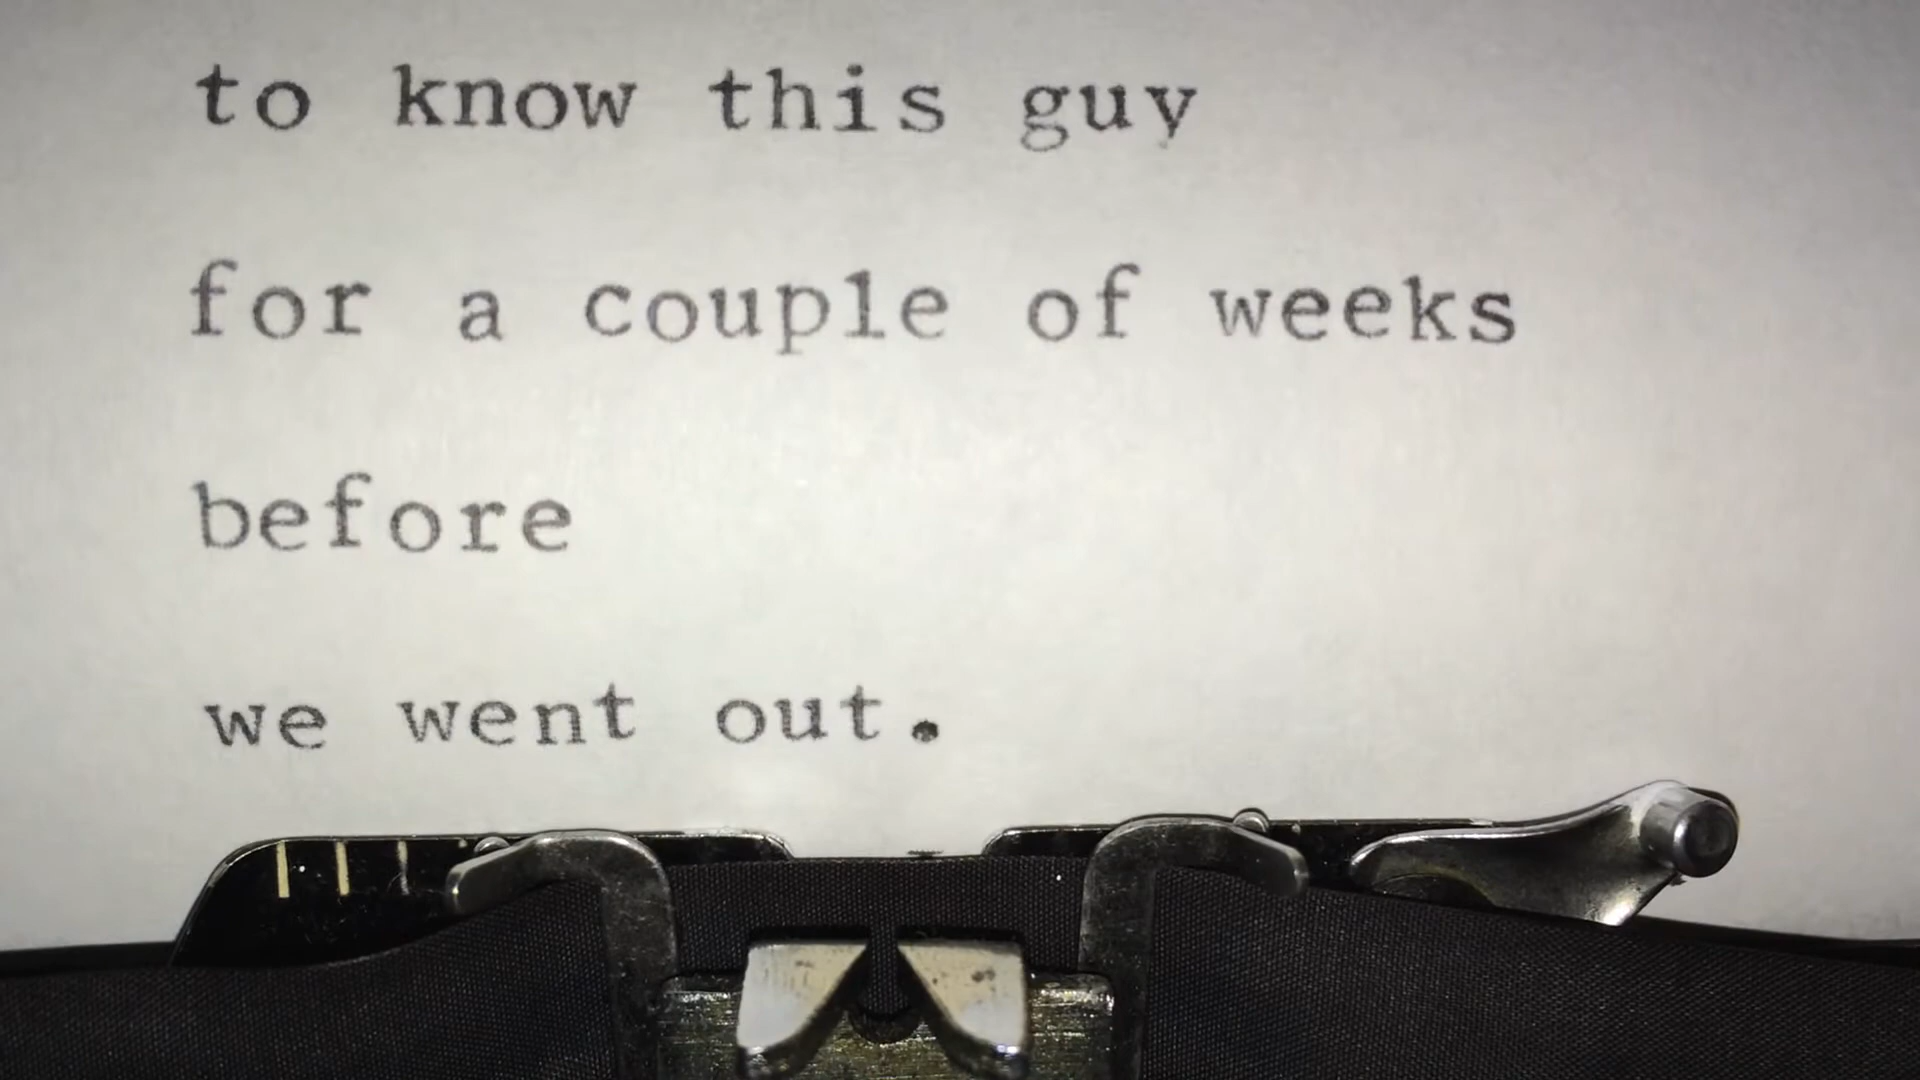 to know this guy
for a couple of weeks
before
we went out.